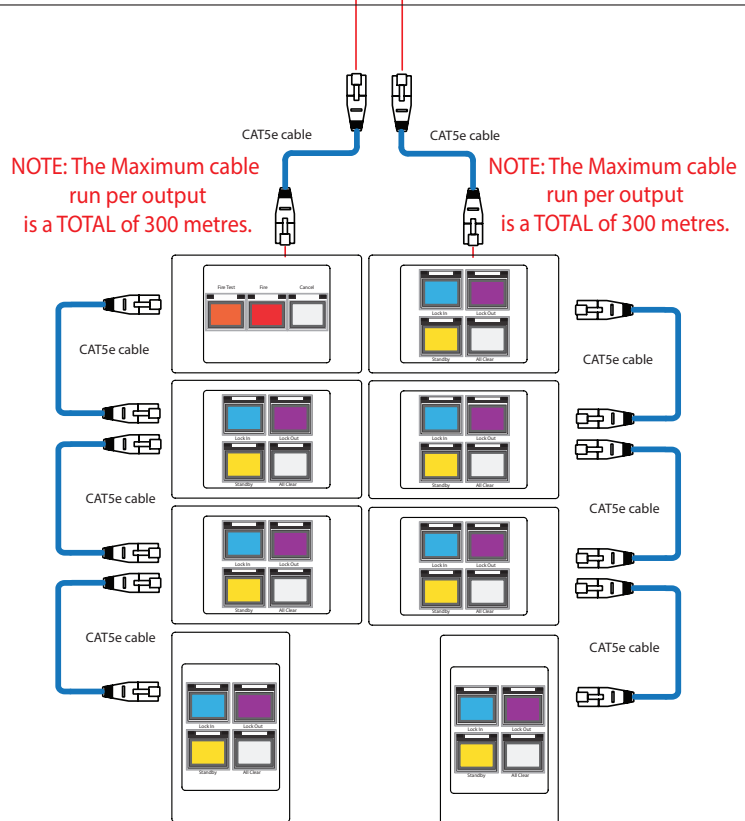 CAT5e cable
CAT5e cable
NOTE: The Maximum cable
run per output
is a TOTAL of 300 metres.
NOTE: The Maximum cable
run per output
is a TOTAL of 300 metres.
Fire Test Fire Cancel
Lock In Lock Out
Standby All Clear
CAT5e cable
CAT5e cable
Lock In Lock Out
Standby All Clear
Lock In Lock Out
Standby All Clear
CAT5e cable
CAT5e cable
Lock In Lock Out
Standby All Clear
Lock In Lock Out
Standby All Clear
CAT5e cable
CAT5e cable
Lock In Lock Out
Standby All Clear
Lock In Lock Out
Standby All Clear